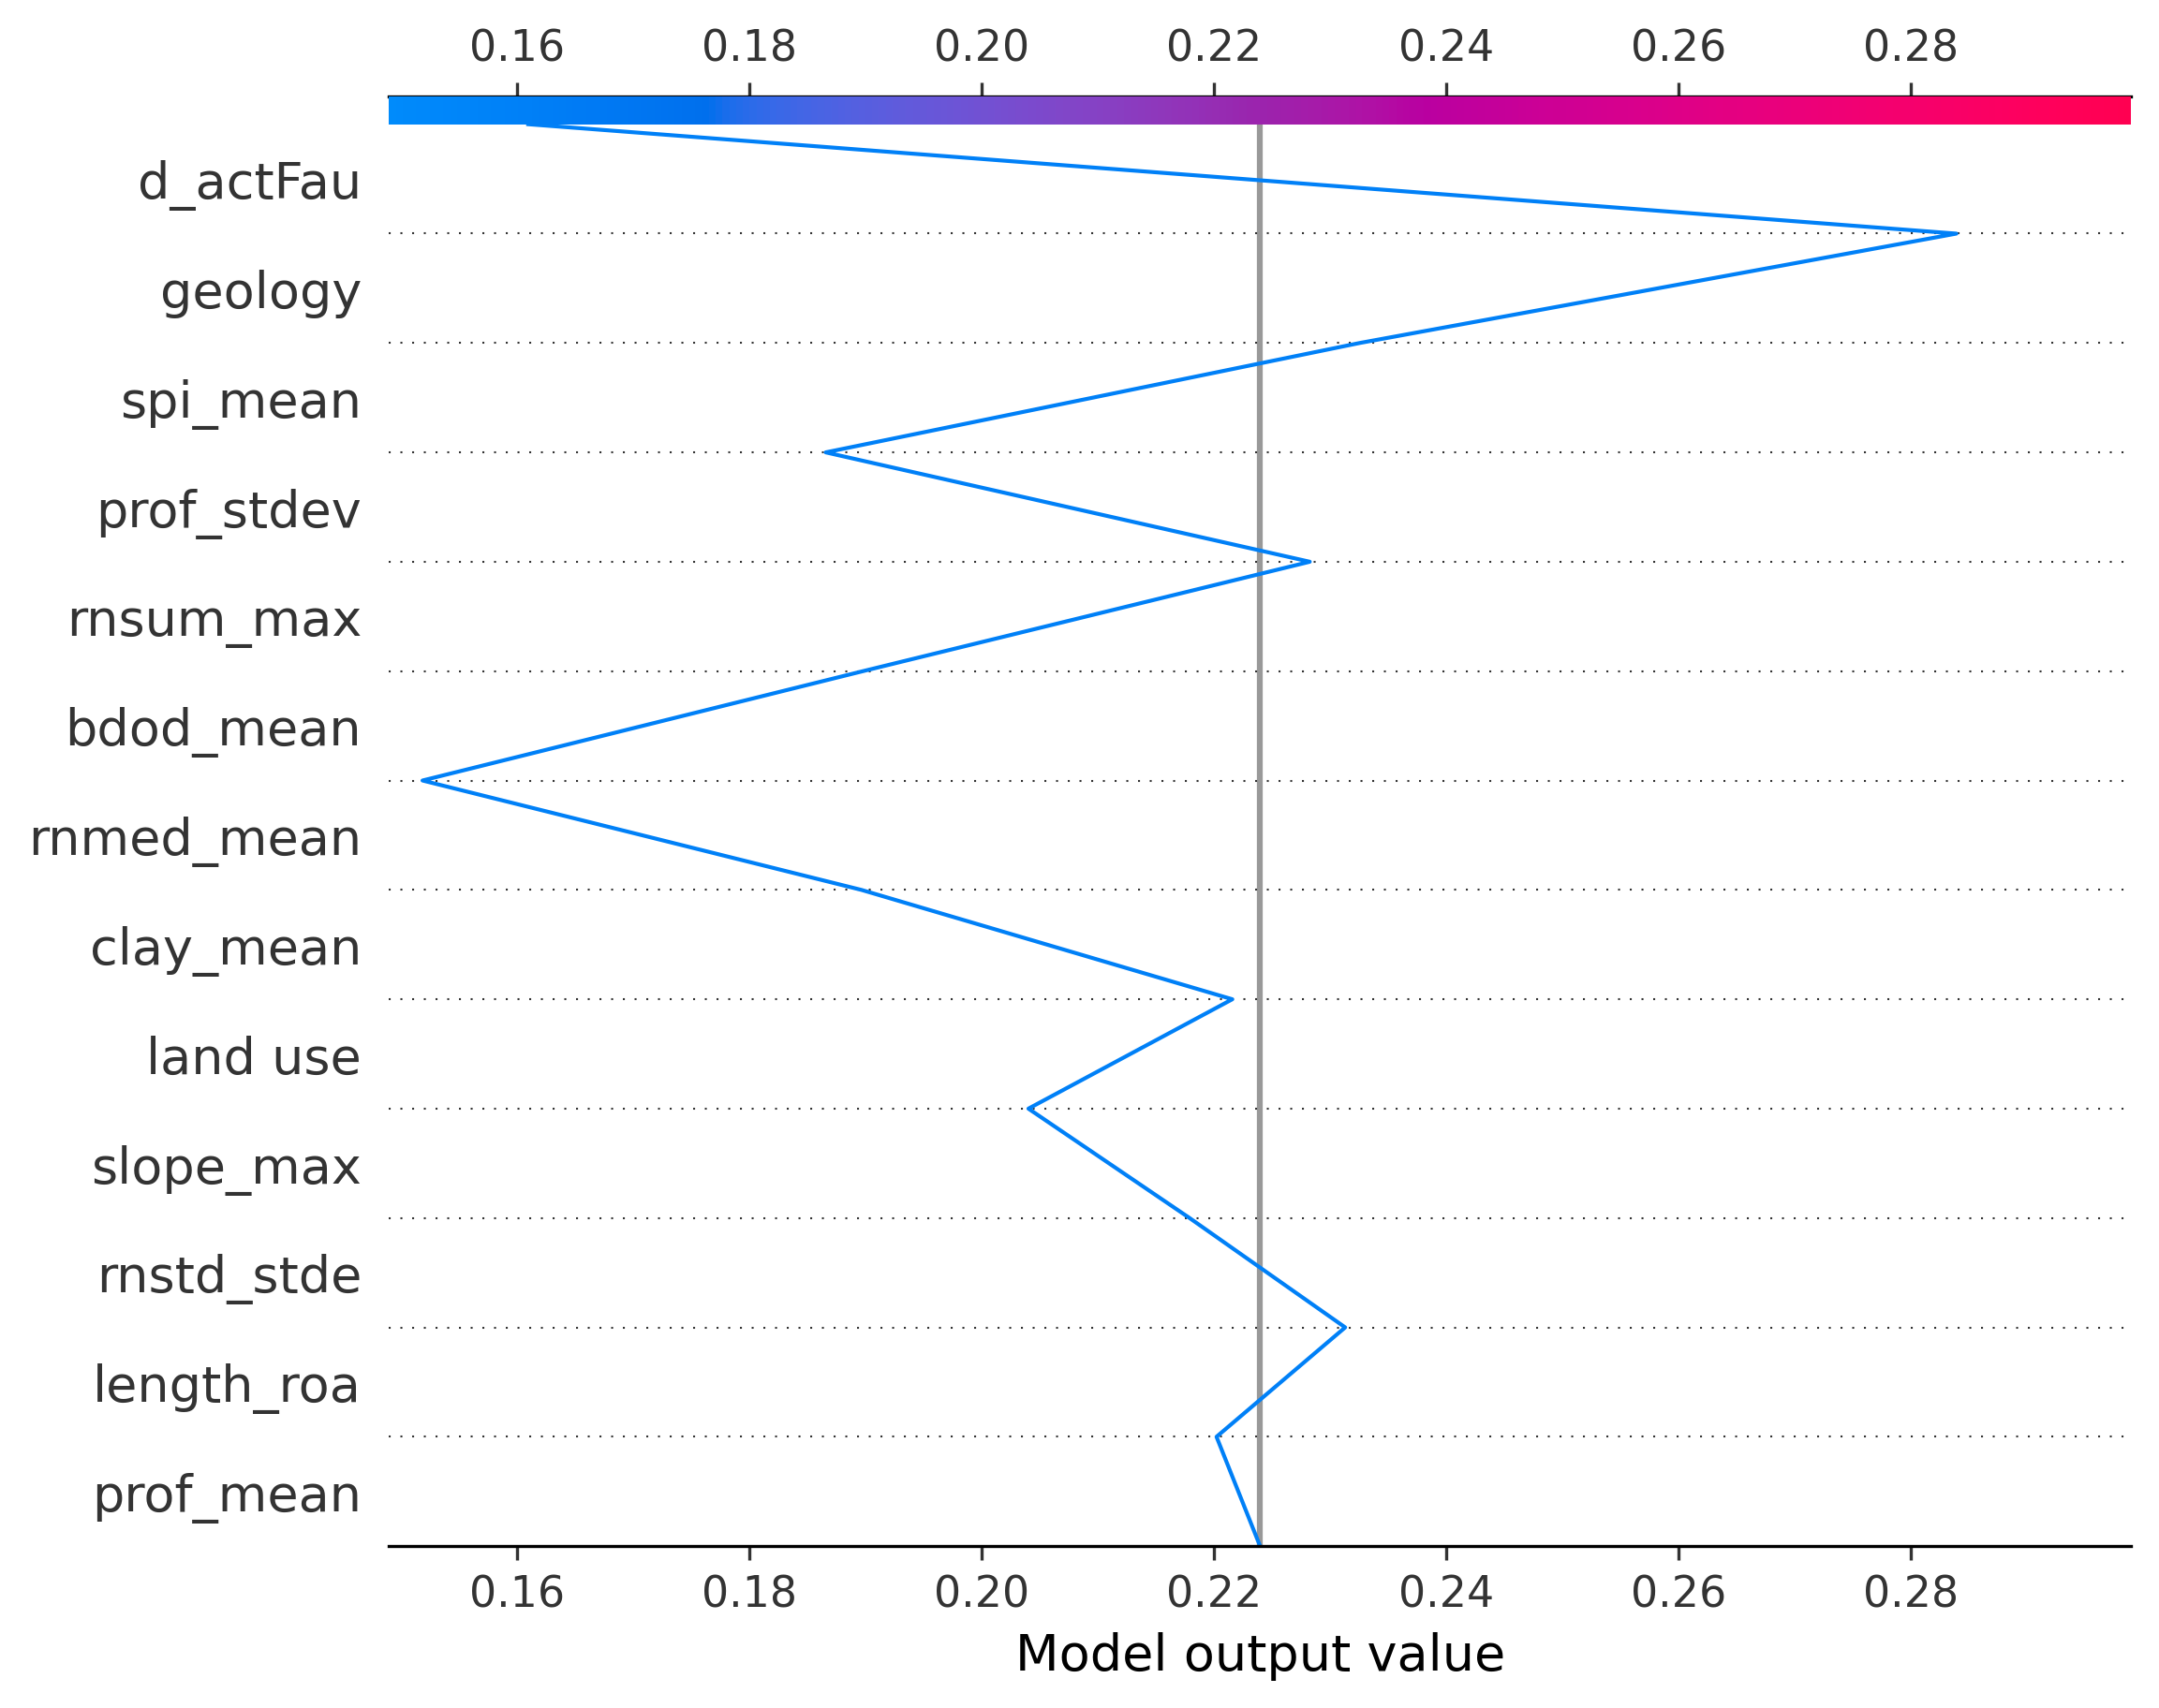 0.16 0.18 0.20 0.22 0.24 0.26 0.28
d_actFau
geology
spi_mean
prof_stdev
rnsum_max
bdod_mean
rnmed_mean
clay_mean
land use
slope_max
rnstd_stde
length_roa
prof_mean
0.16 0.18 0.20 0.22 0.24 0.26 0.28
Model output value